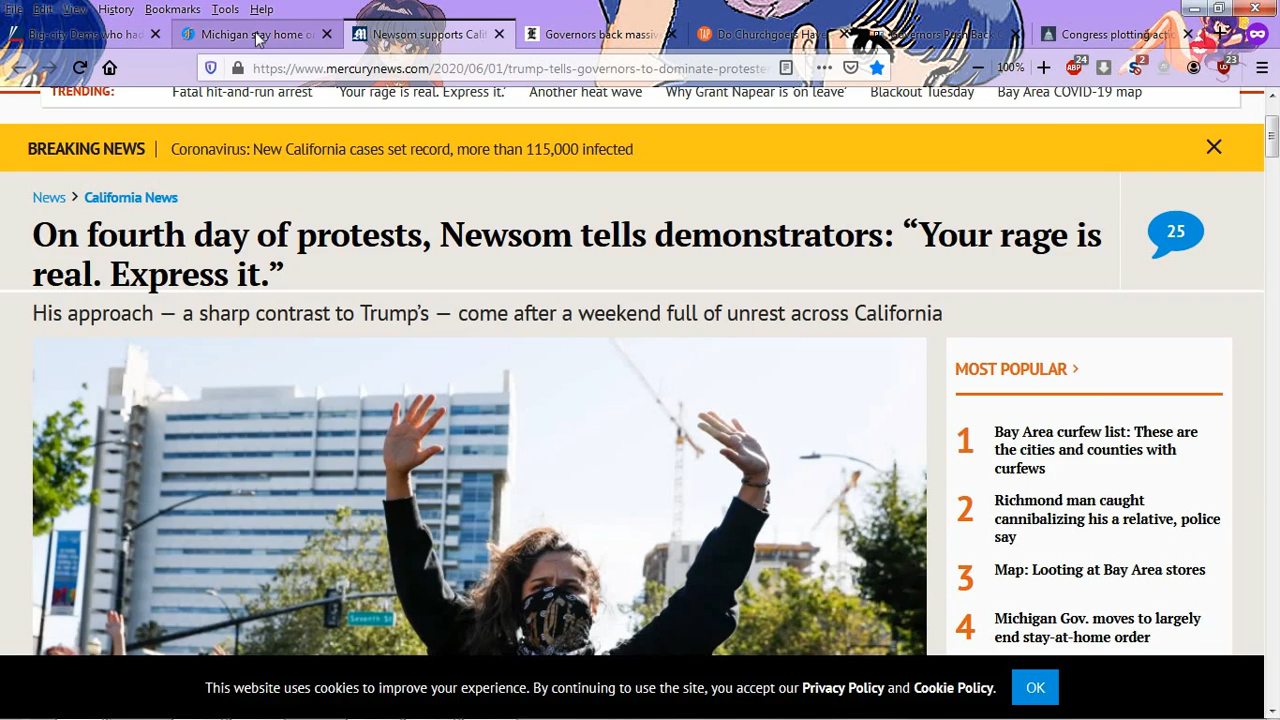 File Edit View History Bookmarks Tools Help
Big-city Dems who had
Michigan stay home or
Newsom supports Cali
Governors back massiv
Do Churchgoers Have
Governors Push Back
Congress plotting acti
https://www.mercurynews.com/2020/06/01/trump-tells-governors-to-dominate-proteste
100%
24
2
23
TRENDING: Fatal hit-and-run arrest 'Your rage is real. Express it.' Another heat wave Why Grant Napear is 'on leave' Blackout Tuesday Bay Area COVID-19 map
BREAKING NEWS | Coronavirus: New California cases set record, more than 115,000 infected
News > California News
On fourth day of protests, Newsom tells demonstrators: “Your rage is
real. Express it.”
25
His approach — a sharp contrast to Trump’s — come after a weekend full of unrest across California
MOST POPULAR >
1 Bay Area curfew list: These are
the cities and counties with
curfews
2 Richmond man caught
cannibalizing his a relative, police
say
3 Map: Looting at Bay Area stores
4 Michigan Gov. moves to largely
end stay-at-home order
Seventh St
This website uses cookies to improve your experience. By continuing to use the site, you accept our Privacy Policy and Cookie Policy.
OK